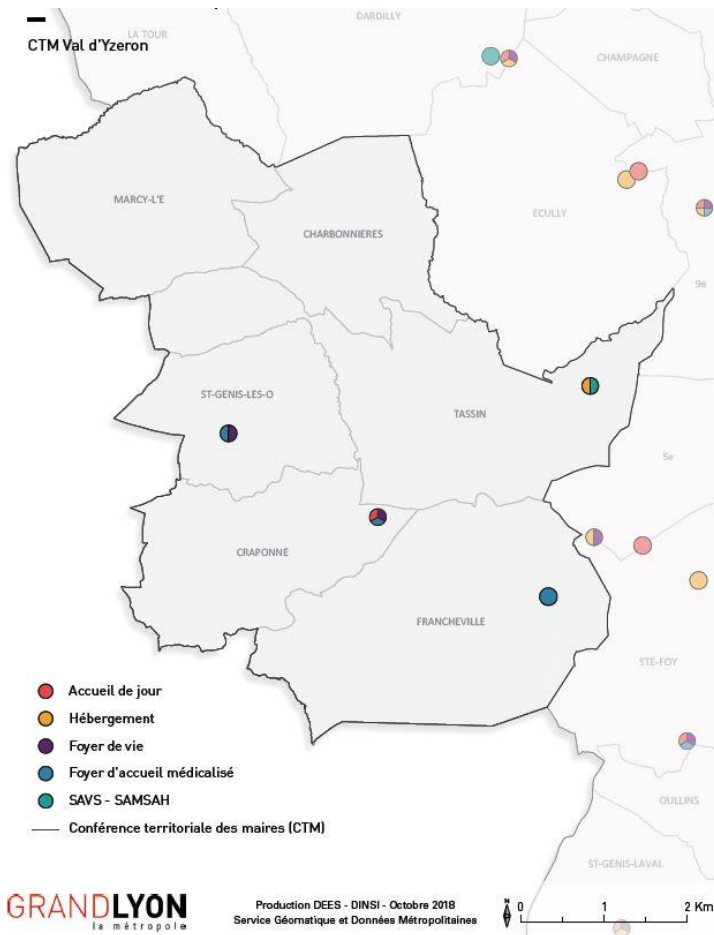 CTM Val d'Yzeron
LA TOUR
DARDILLY
CHAMPAGNE
MARCY-L'E
CHARBONNIERES
ECULLY
9e
ST-GENIS-LES-O
TASSIN
5e
CRAPONNE
FRANCHEVILLE
STE-FOY
OULLINS
ST-GENIS-LAVAL
Accueil de jour
Hébergement
Foyer de vie
Foyer d'accueil médicalisé
SAVS - SAMSAH
Conférence territoriale des maires (CTM)
GRANDLYON
la métropole
Production DEES - DINSI - Octobre 2018
Service Géomatique et Données Métropolitaines
N
0 1 2 Km